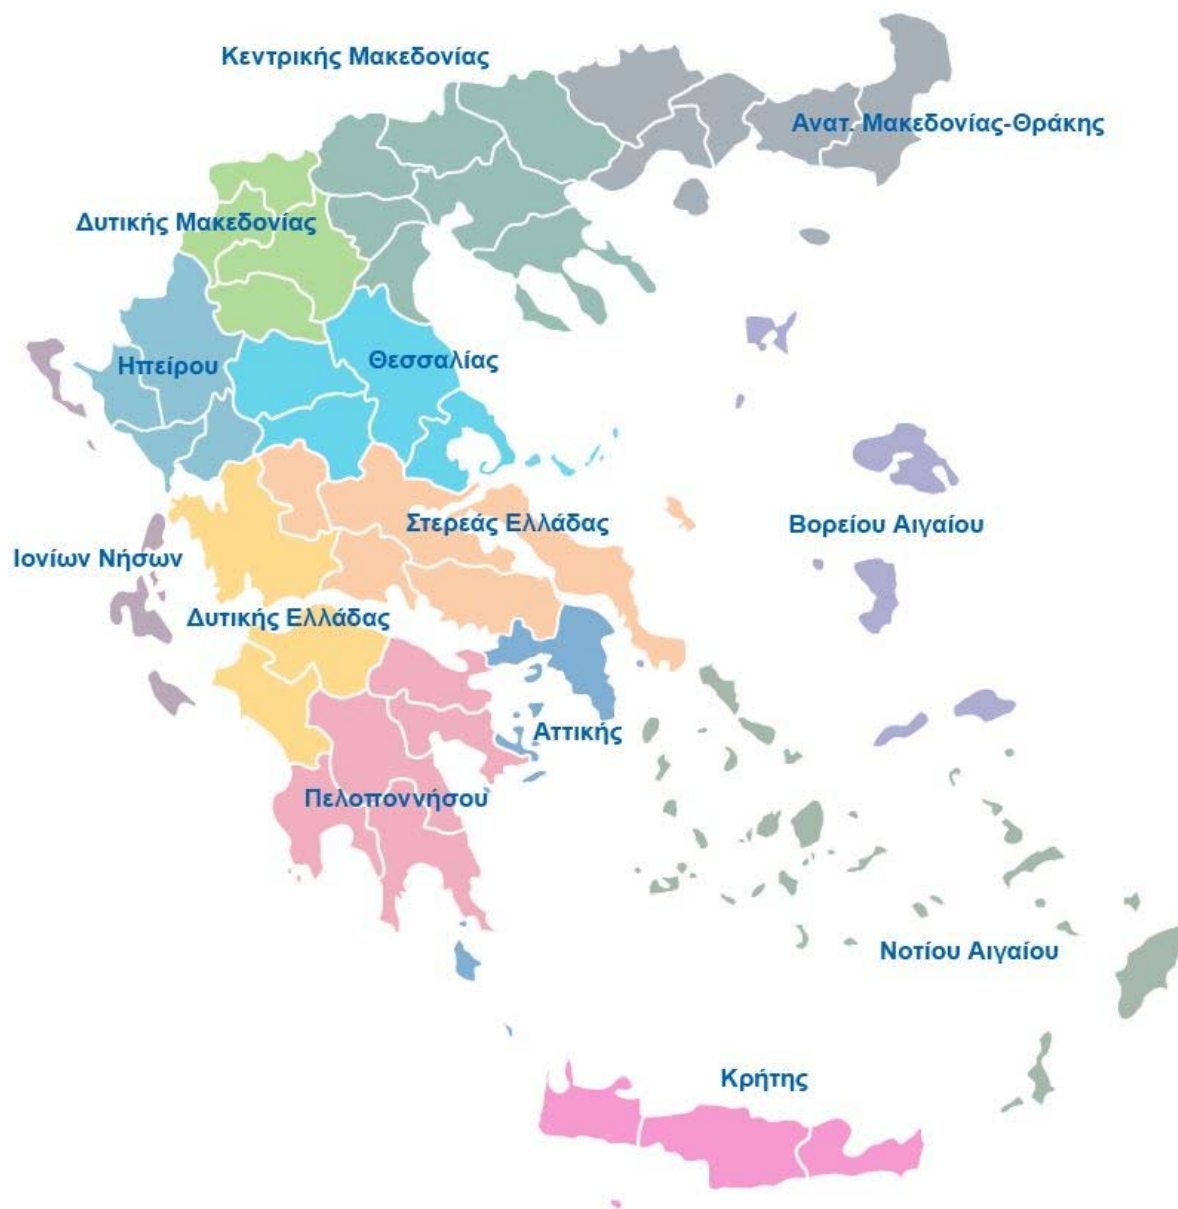 Κεντρικής Μακεδονίας
Ανατ. Μακεδονίας-Θράκης
Δυτικής Μακεδονίας
Ηπείρου
Θεσσαλίας
Στερεάς Ελλάδας
Βορείου Αιγαίου
Ιονίων Νήσων
Δυτικής Ελλάδας
Αττικής
Πελοποννήσου
Νοτίου Αιγαίου
Κρήτης